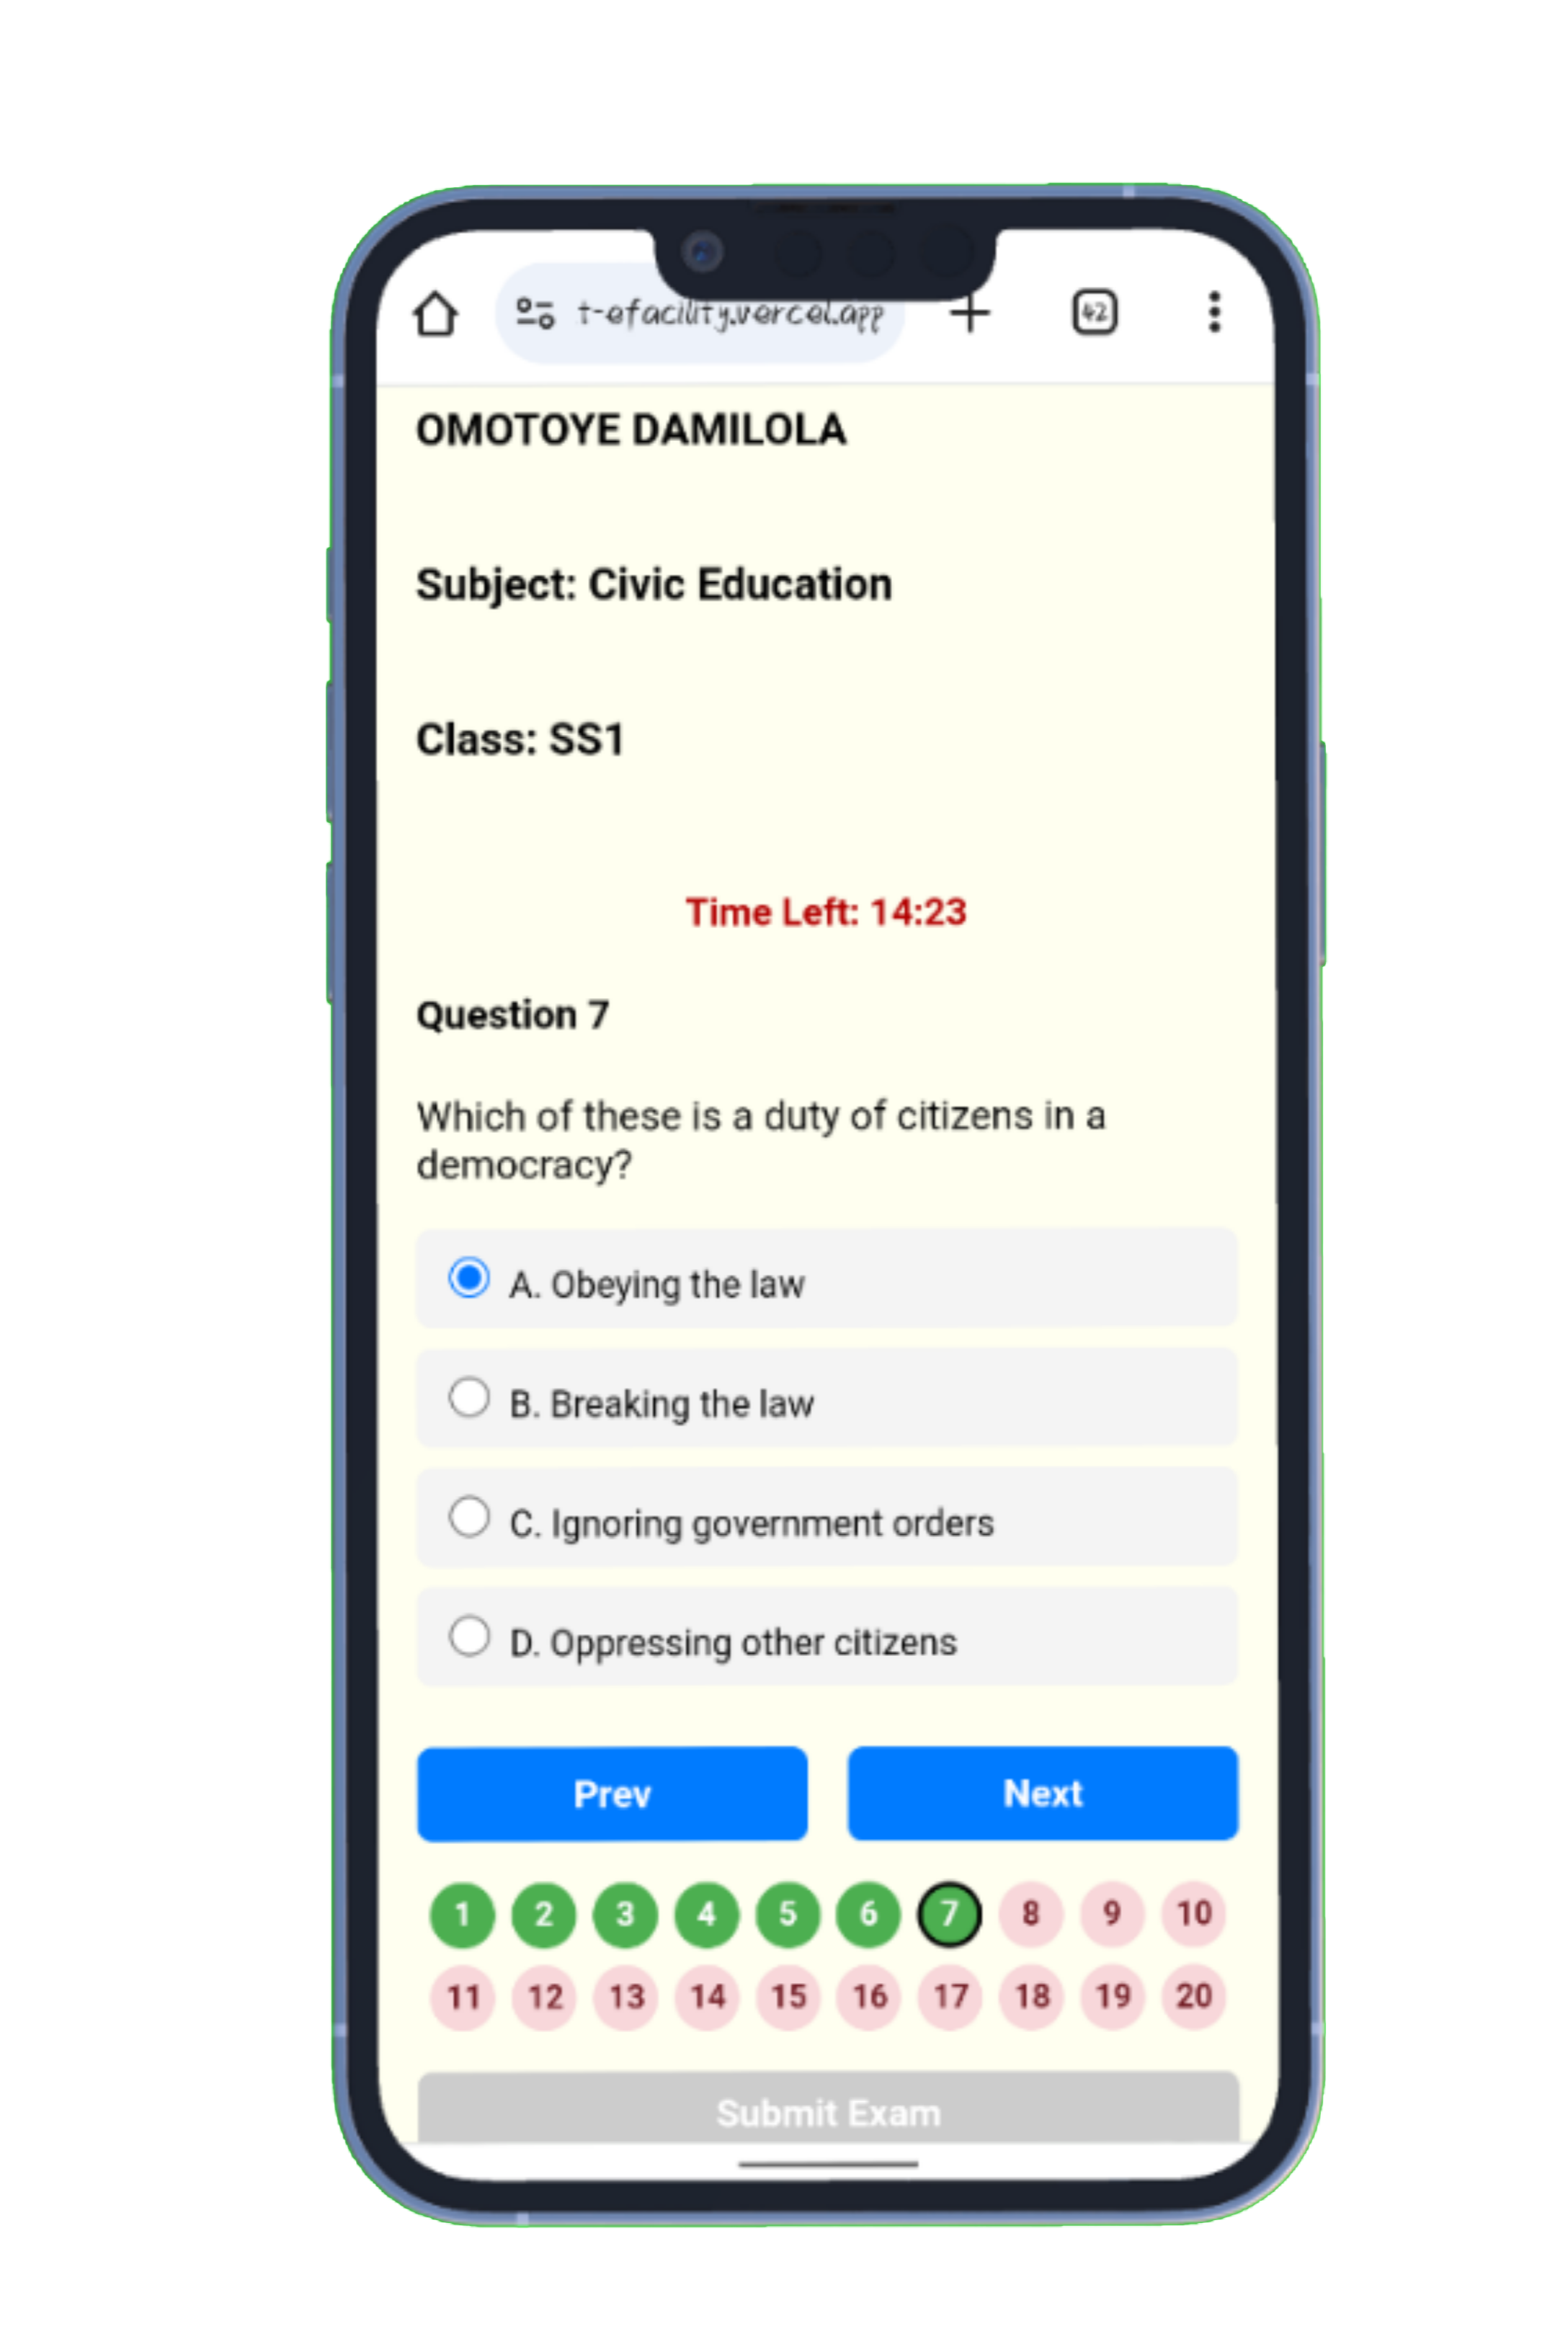 t-efacility.vercel.app
42
OMOTOYE DAMILOLA
Subject: Civic Education
Class: SS1
Time Left: 14:23
Question 7
Which of these is a duty of citizens in a
democracy?
A. Obeying the law
B. Breaking the law
C. Ignoring government orders
D. Oppressing other citizens
Prev Next
1 2 3 4 5 6 7 8 9 10
11 12 13 14 15 16 17 18 19 20
Submit Exam